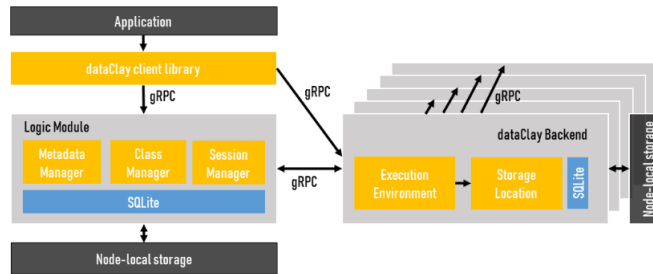 Application
dataClay client library
gRPC
gRPC
gRPC
Logic Module
dataClay Backend
Metadata
Manager
Class
Manager
Session
Manager
Execution
Environment
Storage
Location
SQLite
Node-local storage
gRPC
SQLite
Node-local storage